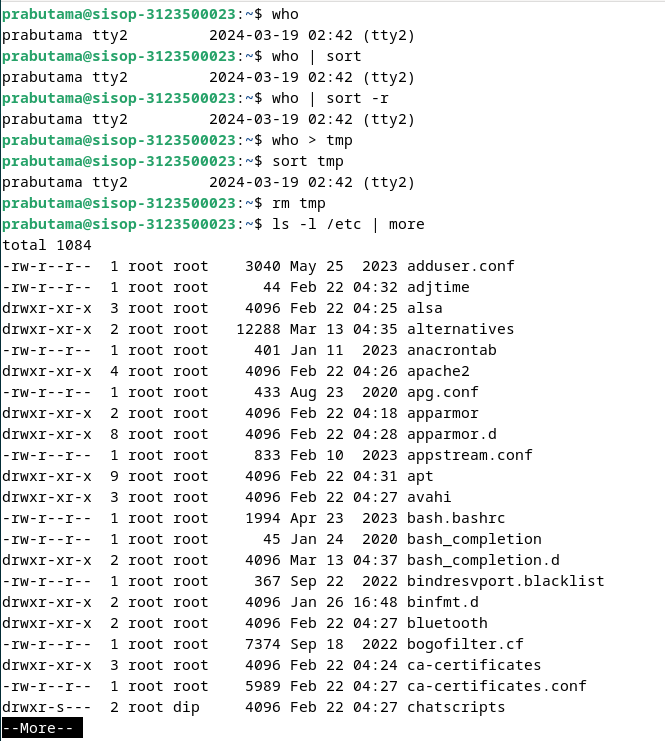 prabutama@sisop-3123500023:~$ who
prabutama tty2         2024-03-19 02:42 (tty2)
prabutama@sisop-3123500023:~$ who | sort
prabutama tty2         2024-03-19 02:42 (tty2)
prabutama@sisop-3123500023:~$ who | sort -r
prabutama tty2         2024-03-19 02:42 (tty2)
prabutama@sisop-3123500023:~$ who > tmp
prabutama@sisop-3123500023:~$ sort tmp
prabutama tty2         2024-03-19 02:42 (tty2)
prabutama@sisop-3123500023:~$ rm tmp
prabutama@sisop-3123500023:~$ ls -l /etc | more
total 1084
-rw-r--r--  1 root root    3040 May 25  2023 adduser.conf
-rw-r--r--  1 root root      44 Feb 22 04:32 adjtime
drwxr-xr-x  3 root root    4096 Feb 22 04:25 alsa
drwxr-xr-x  2 root root   12288 Mar 13 04:35 alternatives
-rw-r--r--  1 root root     401 Jan 11  2023 anacrontab
drwxr-xr-x  4 root root    4096 Feb 22 04:26 apache2
-rw-r--r--  1 root root     433 Aug 23  2020 apg.conf
drwxr-xr-x  2 root root    4096 Feb 22 04:18 apparmor
drwxr-xr-x  8 root root    4096 Feb 22 04:28 apparmor.d
-rw-r--r--  1 root root     833 Feb 10  2023 appstream.conf
drwxr-xr-x  9 root root    4096 Feb 22 04:31 apt
drwxr-xr-x  3 root root    4096 Feb 22 04:27 avahi
-rw-r--r--  1 root root    1994 Apr 23  2023 bash.bashrc
-rw-r--r--  1 root root      45 Jan 24  2020 bash_completion
drwxr-xr-x  2 root root    4096 Mar 13 04:37 bash_completion.d
-rw-r--r--  1 root root     367 Sep 22  2022 bindresvport.blacklist
drwxr-xr-x  2 root root    4096 Jan 26 16:48 binfmt.d
drwxr-xr-x  2 root root    4096 Feb 22 04:27 bluetooth
-rw-r--r--  1 root root    7374 Sep 18  2022 bogofilter.cf
drwxr-xr-x  3 root root    4096 Feb 22 04:24 ca-certificates
-rw-r--r--  1 root root    5989 Feb 22 04:27 ca-certificates.conf
drwxr-s---  2 root dip     4096 Feb 22 04:27 chatscripts
--More--